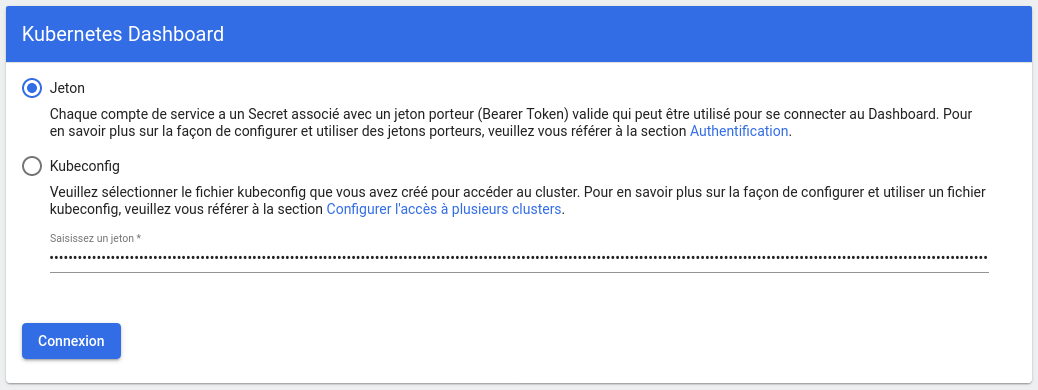 Kubernetes Dashboard
Jeton
Chaque compte de service a un Secret associé avec un jeton porteur (Bearer Token) valide qui peut être utilisé pour se connecter au Dashboard. Pour
en savoir plus sur la façon de configurer et utiliser des jetons porteurs, veuillez vous référer à la section Authentification.
Kubeconfig
Veuillez sélectionner le fichier kubeconfig que vous avez créé pour accéder au cluster. Pour en savoir plus sur la façon de configurer et utiliser un fichier
kubeconfig, veuillez vous référer à la section Configurer l'accès à plusieurs clusters.
Saisissez un jeton *
Connexion